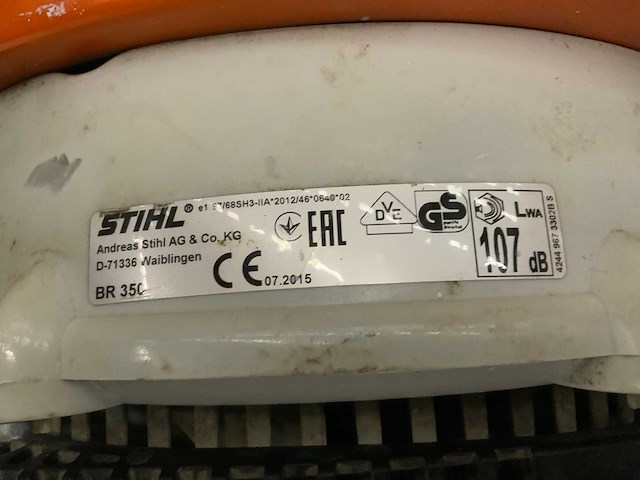 STIHL® e1*97/68SH3-IIA*2012/46*0640*02
Andreas Stihl AG & Co. KG
D-71336 Waiblingen
BR 350
EAC
CE 07.2015
VDE
GS
LWA
107 dB
4244 967 3302B S